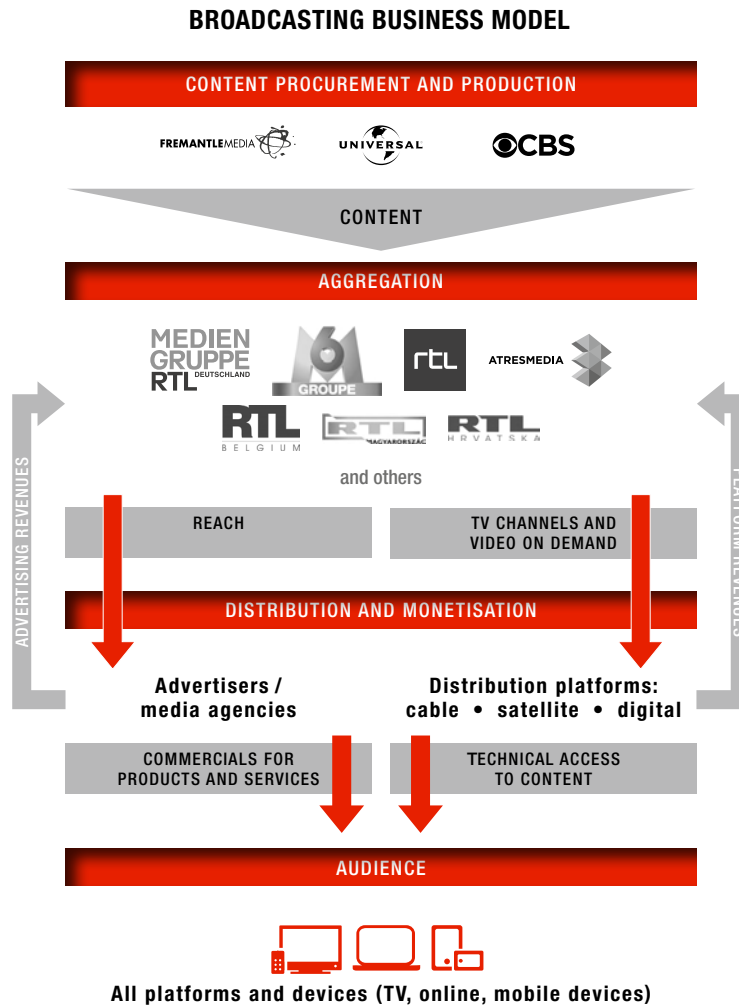 BROADCASTING BUSINESS MODEL
CONTENT PROCUREMENT AND PRODUCTION
FREMANTLEMEDIA
UNIVERSAL
CBS
CONTENT
AGGREGATION
MEDIEN
GRUPPE
RTL DEUTSCHLAND
M6
GROUPE
rtl
ATRESMEDIA
RTL
BELGIUM
RTL
MAGYARORSZÁG
RTL
HRVATSKA
and others
ADVERTISING REVENUES
PLATFORM REVENUES
REACH
TV CHANNELS AND
VIDEO ON DEMAND
DISTRIBUTION AND MONETISATION
Advertisers /
media agencies
Distribution platforms:
cable • satellite • digital
COMMERCIALS FOR
PRODUCTS AND SERVICES
TECHNICAL ACCESS
TO CONTENT
AUDIENCE
All platforms and devices (TV, online, mobile devices)